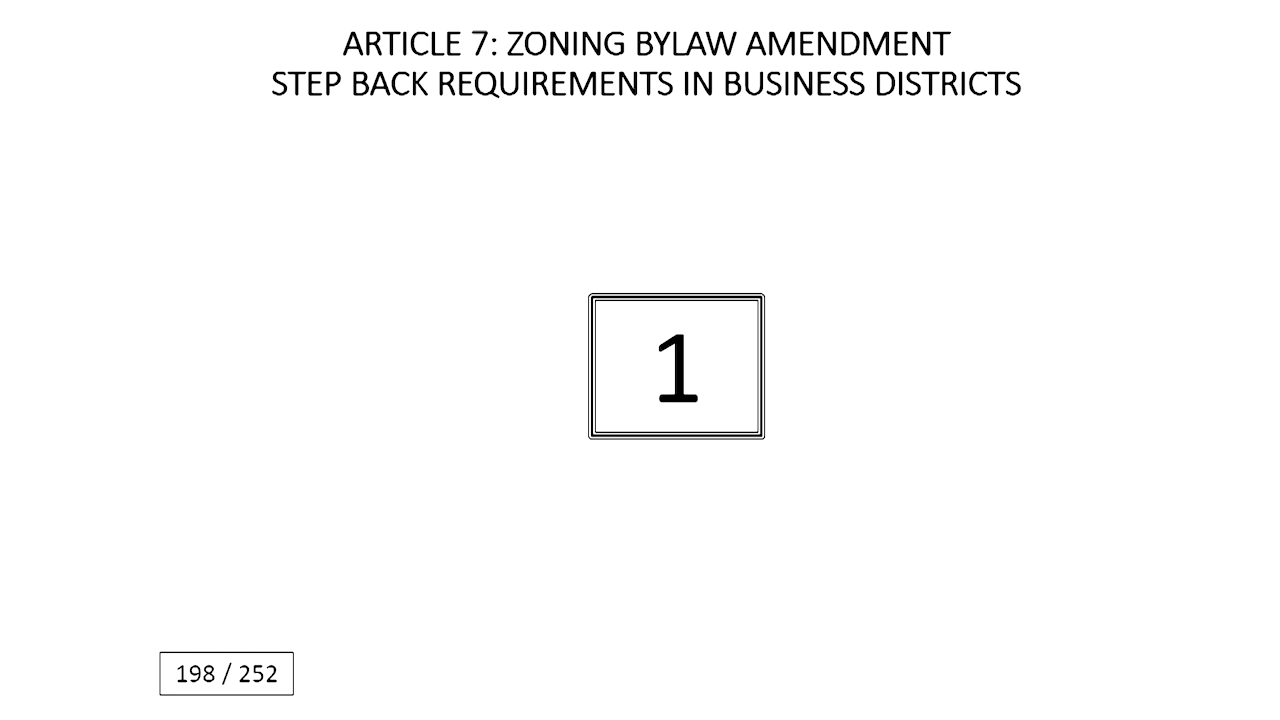 ARTICLE 7: ZONING BYLAW AMENDMENT
STEP BACK REQUIREMENTS IN BUSINESS DISTRICTS
1
198 / 252